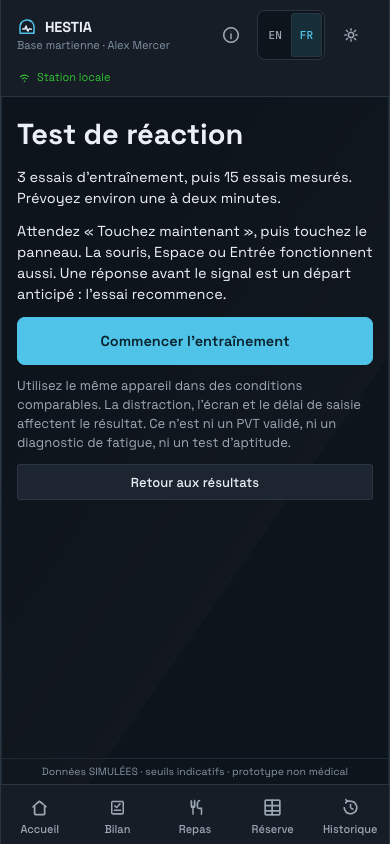 HESTIA
Base martienne · Alex Mercer
EN FR
Station locale
Test de réaction
3 essais d’entraînement, puis 15 essais mesurés.
Prévoyez environ une à deux minutes.
Attendez « Touchez maintenant », puis touchez le
panneau. La souris, Espace ou Entrée fonctionnent
aussi. Une réponse avant le signal est un départ
anticipé : l’essai recommence.
Commencer l’entraînement
Utilisez le même appareil dans des conditions
comparables. La distraction, l’écran et le délai de saisie
affectent le résultat. Ce n’est ni un PVT validé, ni un
diagnostic de fatigue, ni un test d’aptitude.
Retour aux résultats
Données SIMULÉES · seuils indicatifs · prototype non médical
Accueil Bilan Repas Réserve Historique